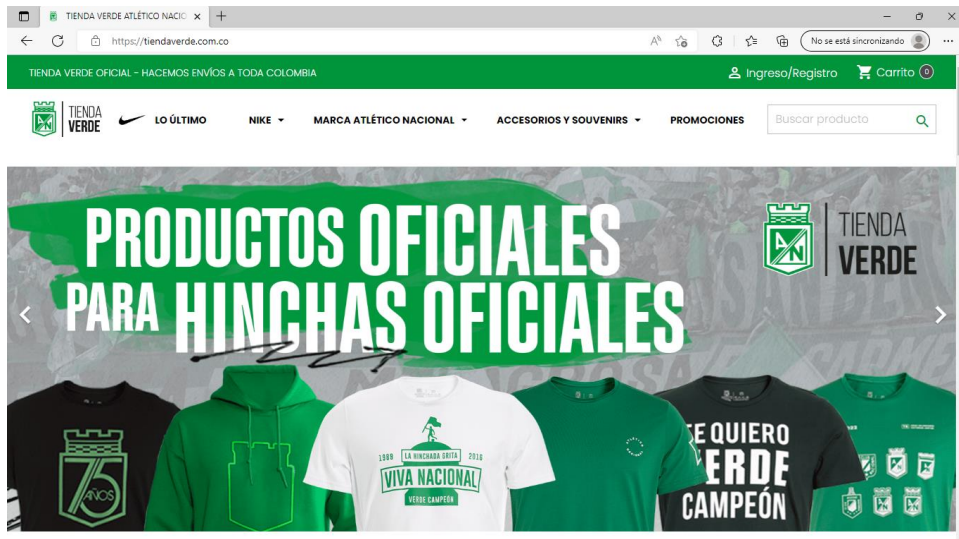 TIENDA VERDE ATLÉTICO NACIO
https://tiendaverde.com.co
No se está sincronizando
TIENDA VERDE OFICIAL - HACEMOS ENVÍOS A TODA COLOMBIA
Ingreso/Registro
Carrito 0
TIENDA
VERDE
LO ÚLTIMO
NIKE
MARCA ATLÉTICO NACIONAL
ACCESORIOS Y SOUVENIRS
PROMOCIONES
Buscar producto
PRODUCTOS OFICIALES
PARA HINCHAS OFICIALES
AN
TIENDA
VERDE
75
AÑOS
1989 LA HINCHADA GRITA 2016
VIVA NACIONAL
VERDE CAMPEÓN
TE QUIERO
VERDE
CAMPEÓN